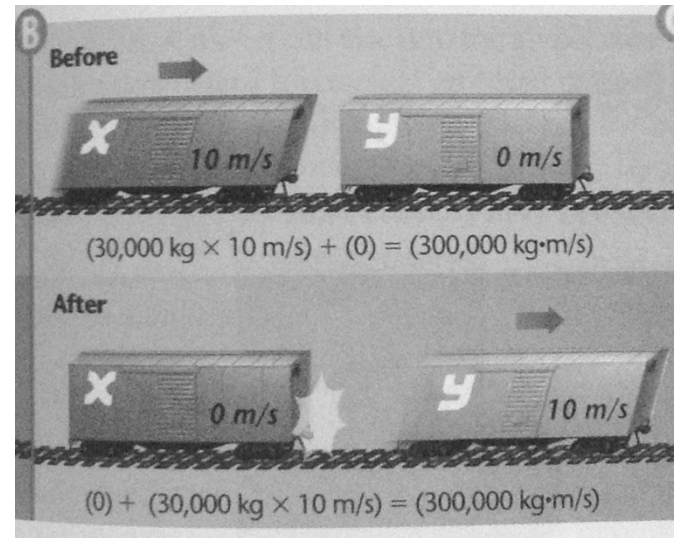 B
Before
X
10 m/s
y
0 m/s
(30,000 kg × 10 m/s) + (0) = (300,000 kg•m/s)
After
X
0 m/s
y
10 m/s
(0) + (30,000 kg × 10 m/s) = (300,000 kg•m/s)